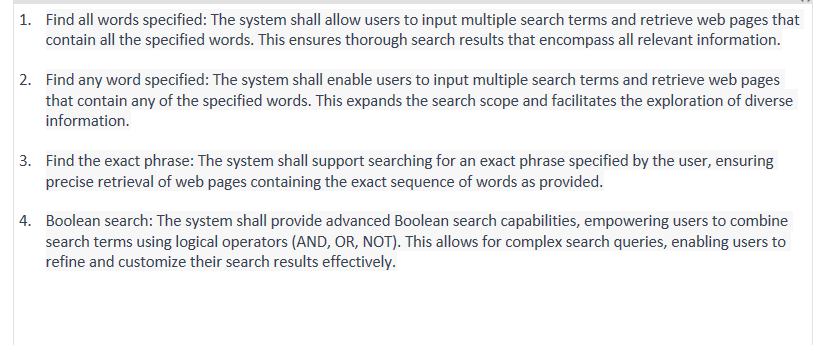 1. Find all words specified: The system shall allow users to input multiple search terms and retrieve web pages that
contain all the specified words. This ensures thorough search results that encompass all relevant information.
2. Find any word specified: The system shall enable users to input multiple search terms and retrieve web pages
that contain any of the specified words. This expands the search scope and facilitates the exploration of diverse
information.
3. Find the exact phrase: The system shall support searching for an exact phrase specified by the user, ensuring
precise retrieval of web pages containing the exact sequence of words as provided.
4. Boolean search: The system shall provide advanced Boolean search capabilities, empowering users to combine
search terms using logical operators (AND, OR, NOT). This allows for complex search queries, enabling users to
refine and customize their search results effectively.